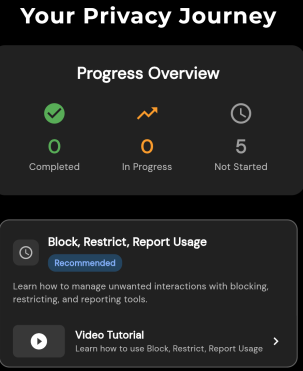 Your Privacy Journey
Progress Overview
0
0
5
Completed
In Progress
Not Started
Block, Restrict, Report Usage
Recommended
Learn how to manage unwanted interactions with blocking,
restricting, and reporting tools.
Video Tutorial
Learn how to use Block, Restrict, Report Usage